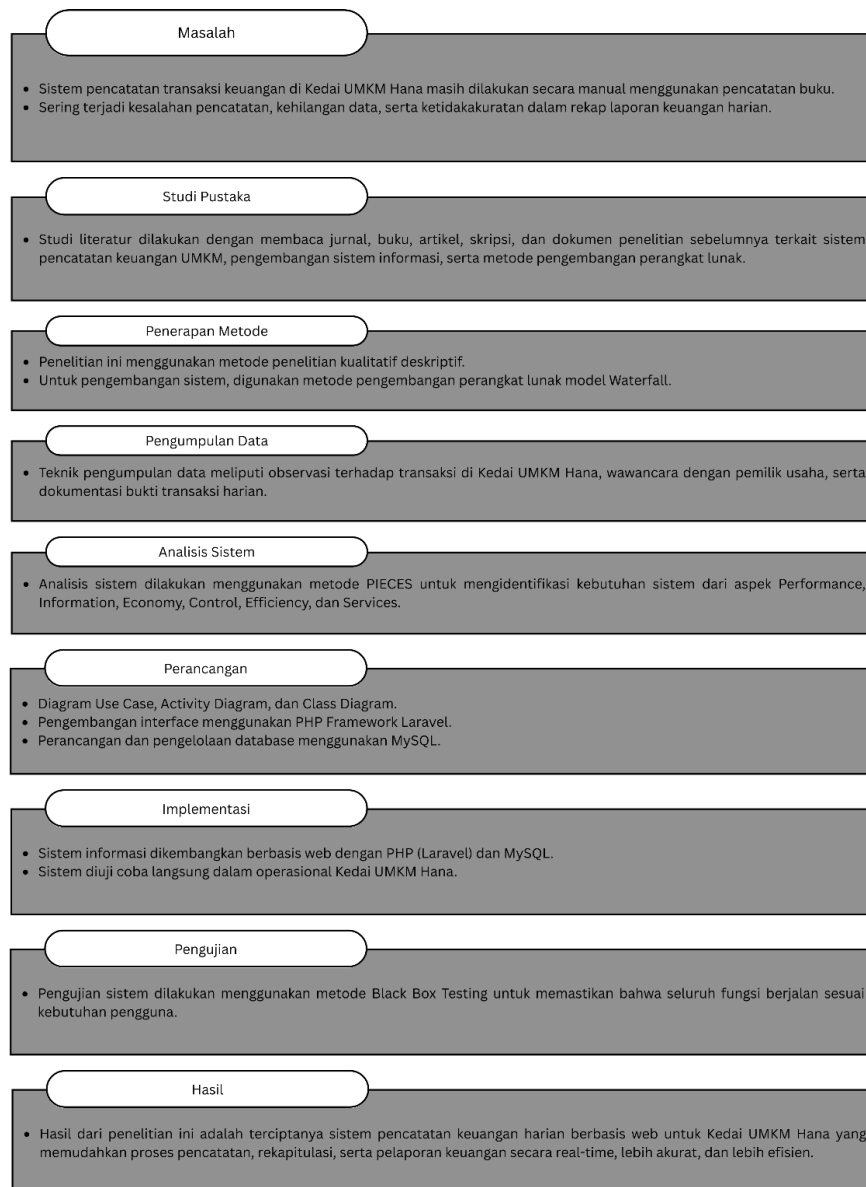 Masalah
• Sistem pencatatan transaksi keuangan di Kedai UMKM Hana masih dilakukan secara manual menggunakan pencatatan buku.
• Sering terjadi kesalahan pencatatan, kehilangan data, serta ketidakakuratan dalam rekap laporan keuangan harian.
Studi Pustaka
• Studi literatur dilakukan dengan membaca jurnal, buku, artikel, skripsi, dan dokumen penelitian sebelumnya terkait sistem
pencatatan keuangan UMKM, pengembangan sistem informasi, serta metode pengembangan perangkat lunak.
Penerapan Metode
• Penelitian ini menggunakan metode penelitian kualitatif deskriptif.
• Untuk pengembangan sistem, digunakan metode pengembangan perangkat lunak model Waterfall.
Pengumpulan Data
• Teknik pengumpulan data meliputi observasi terhadap transaksi di Kedai UMKM Hana, wawancara dengan pemilik usaha, serta
dokumentasi bukti transaksi harian.
Analisis Sistem
• Analisis sistem dilakukan menggunakan metode PIECES untuk mengidentifikasi kebutuhan sistem dari aspek Performance,
Information, Economy, Control, Efficiency, dan Services.
Perancangan
• Diagram Use Case, Activity Diagram, dan Class Diagram.
• Pengembangan interface menggunakan PHP Framework Laravel.
• Perancangan dan pengelolaan database menggunakan MySQL.
Implementasi
• Sistem informasi dikembangkan berbasis web dengan PHP (Laravel) dan MySQL.
• Sistem diuji coba langsung dalam operasional Kedai UMKM Hana.
Pengujian
• Pengujian sistem dilakukan menggunakan metode Black Box Testing untuk memastikan bahwa seluruh fungsi berjalan sesuai
kebutuhan pengguna.
Hasil
• Hasil dari penelitian ini adalah terciptanya sistem pencatatan keuangan harian berbasis web untuk Kedai UMKM Hana yang
memudahkan proses pencatatan, rekapitulasi, serta pelaporan keuangan secara real-time, lebih akurat, dan lebih efisien.